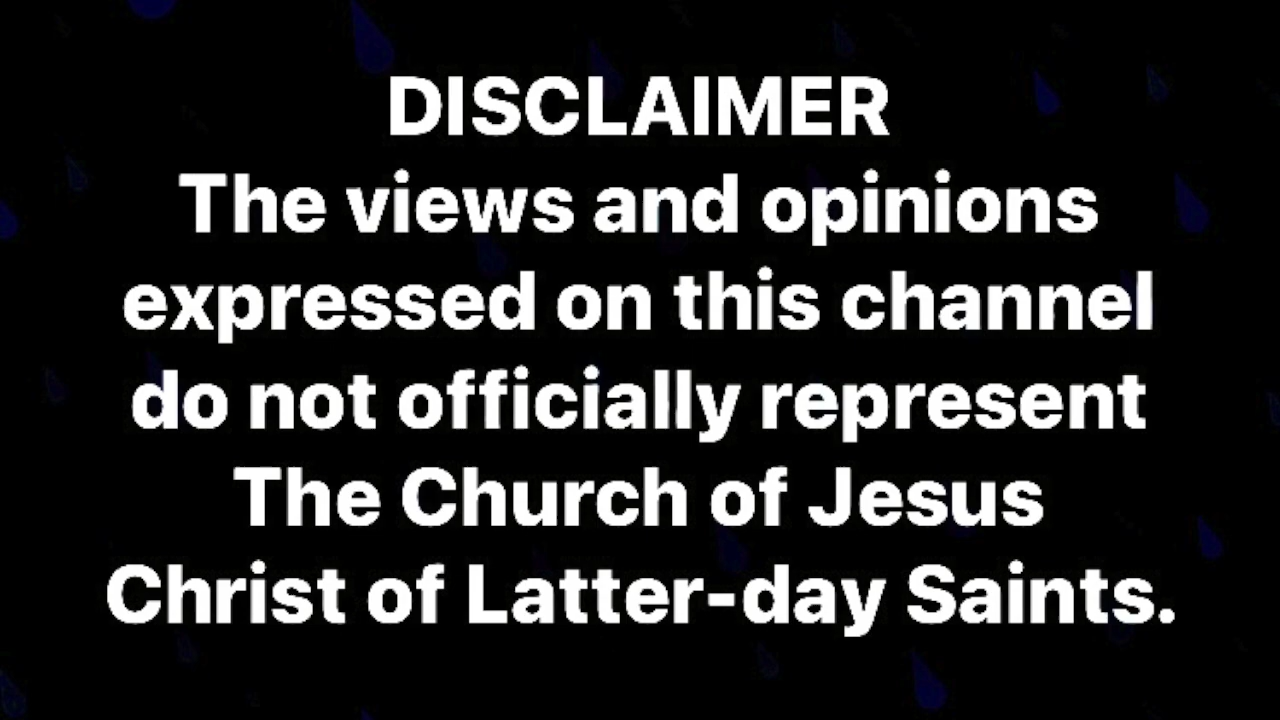 DISCLAIMER
The views and opinions
expressed on this channel
do not officially represent
The Church of Jesus
Christ of Latter-day Saints.